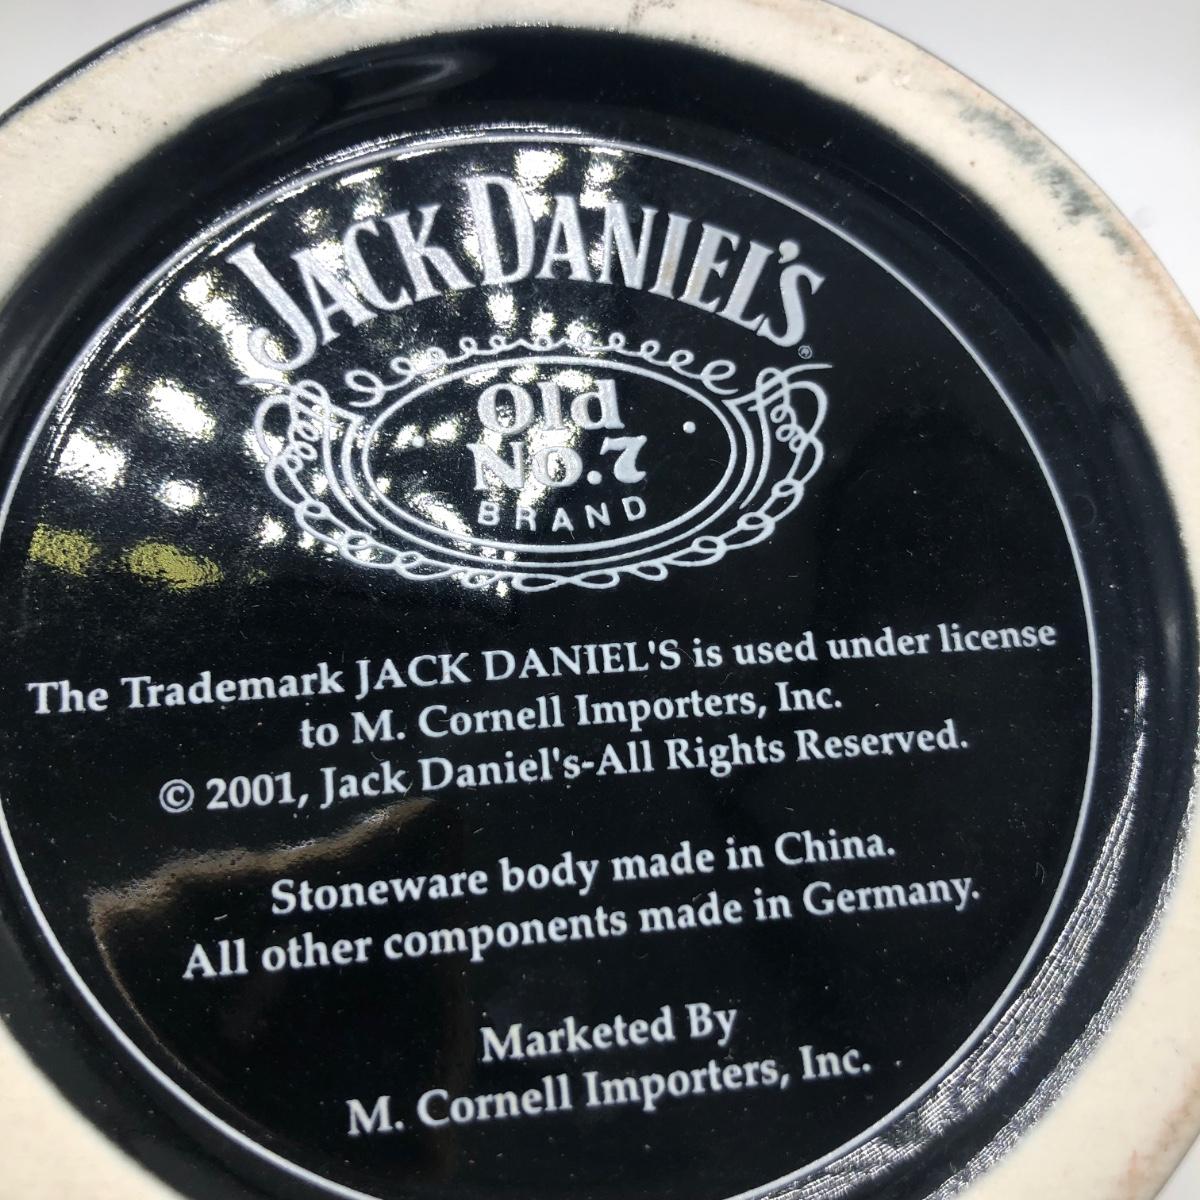 JACK DANIEL'S®
Old
No.7
BRAND
The Trademark JACK DANIEL'S is used under license
to M. Cornell Importers, Inc.
© 2001, Jack Daniel's-All Rights Reserved.
Stoneware body made in China.
All other components made in Germany.
Marketed By
M. Cornell Importers, Inc.